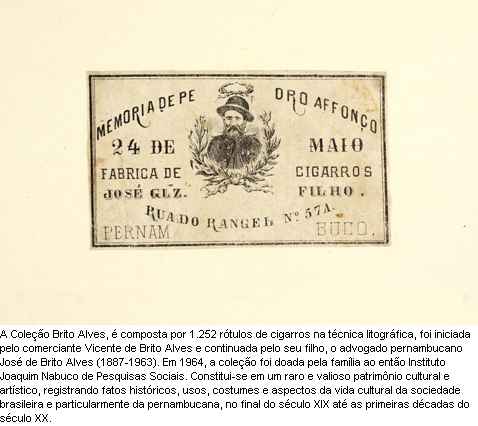 MEMORIA DE PEDRO AFFONÇO
24 DE MAIO
FABRICA DE CIGARROS
JOSÉ GLZ. FILHO.
RUA DO RANGEL Nº 57A.
PERNAMBUCO.
A Coleção Brito Alves, é composta por 1.252 rótulos de cigarros na técnica litográfica, foi iniciada
pelo comerciante Vicente de Brito Alves e continuada pelo seu filho, o advogado pernambucano
José de Brito Alves (1887-1963). Em 1964, a coleção foi doada pela família ao então Instituto
Joaquim Nabuco de Pesquisas Sociais. Constitui-se em um raro e valioso patrimônio cultural e
artístico, registrando fatos históricos, usos, costumes e aspectos da vida cultural da sociedade
brasileira e particularmente da pernambucana, no final do século XIX até as primeiras décadas do
século XX.